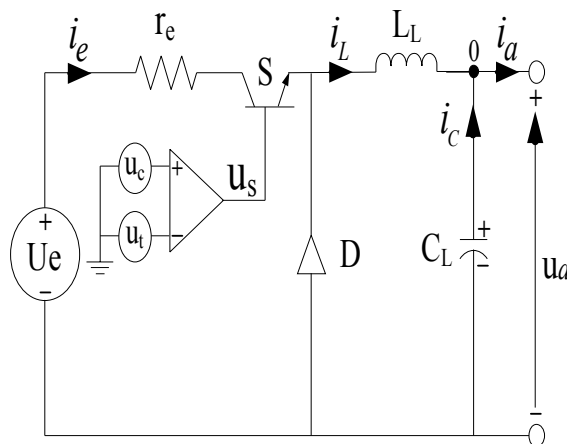 i_e
r_e
S
i_L
L_L
0
i_a
+
i_C
u_c
+
u_s
u_t
−
+
Ue
−
D
C_L
+
−
u_a
−